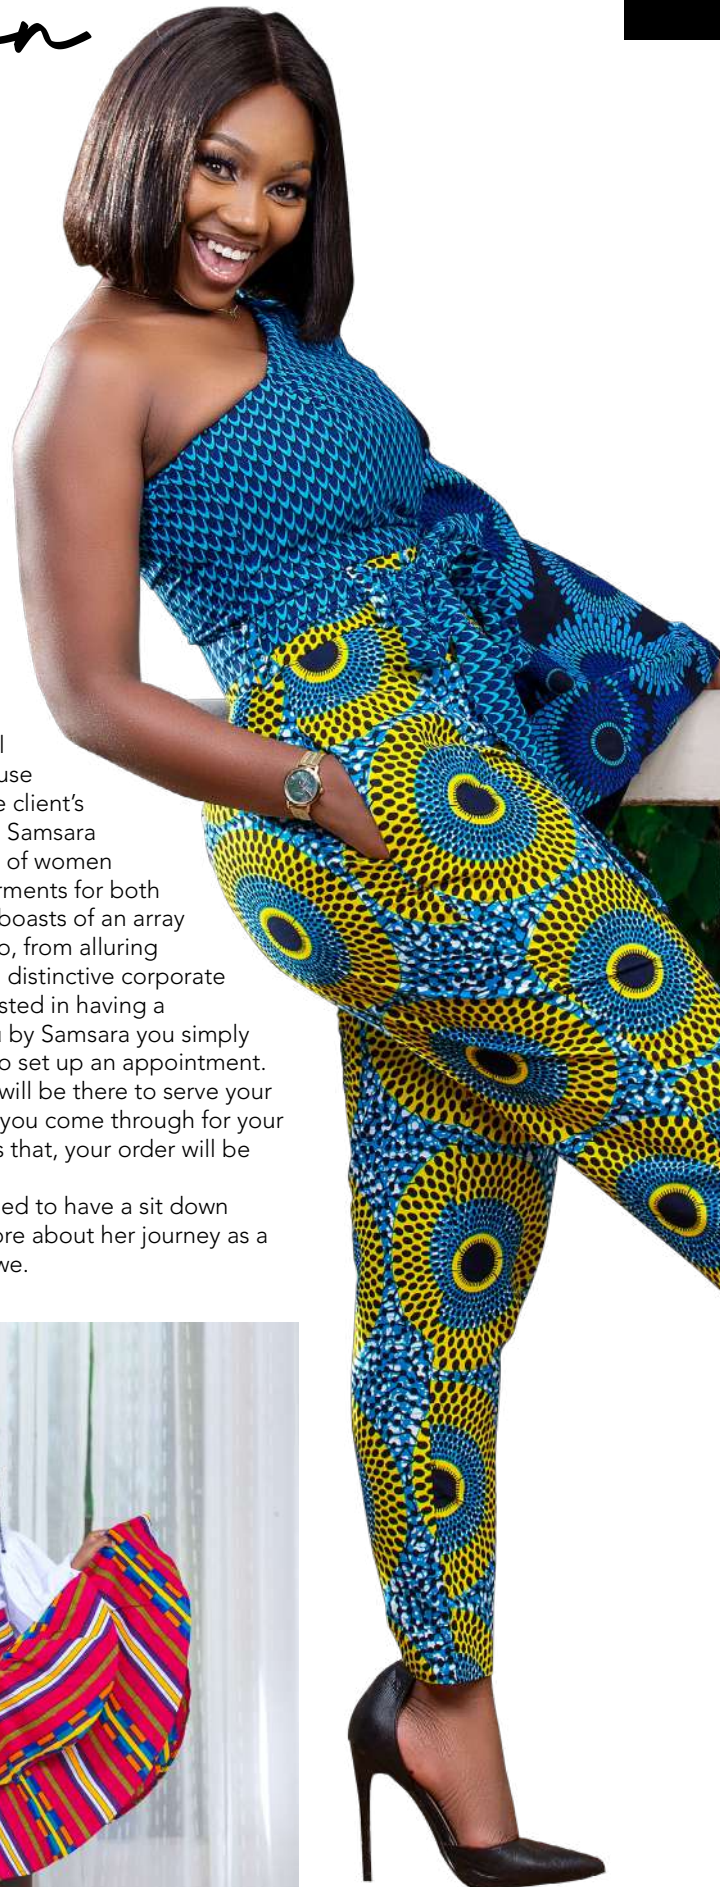 n
l
use
e client's
Samsara
of women
rments for both
boasts of an array
o, from alluring
distinctive corporate
sted in having a
by Samsara you simply
o set up an appointment.
will be there to serve your
you come through for your
s that, your order will be
ed to have a sit down
ore about her journey as a
we.